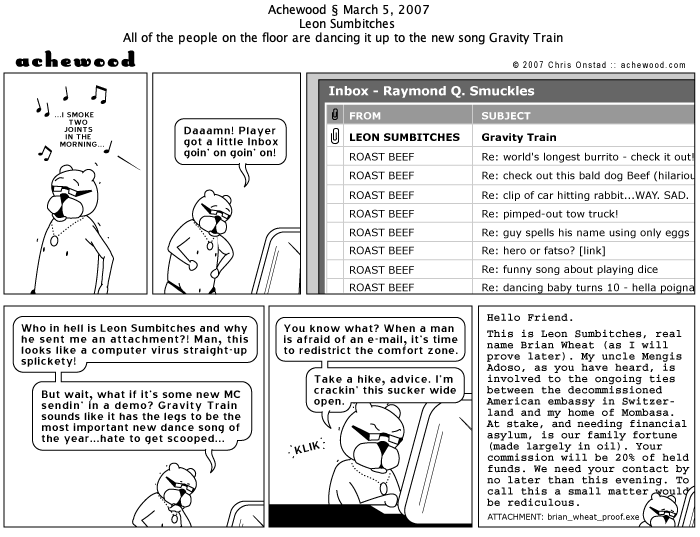 Achewood § March 5, 2007
Leon Sumbitches
All of the people on the floor are dancing it up to the new song Gravity Train
achewood
© 2007 Chris Onstad :: achewood.com
...I SMOKE
TWO
JOINTS
IN THE
MORNING...
Daaamn! Player
got a little Inbox
goin' on goin' on!
Inbox - Raymond Q. Smuckles
FROM SUBJECT
LEON SUMBITCHES Gravity Train
ROAST BEEF Re: world's longest burrito - check it out!
ROAST BEEF Re: check out this bald dog Beef (hilariou
ROAST BEEF Re: clip of car hitting rabbit...WAY. SAD.
ROAST BEEF Re: pimped-out tow truck!
ROAST BEEF Re: guy spells his name using only eggs
ROAST BEEF Re: hero or fatso? [link]
ROAST BEEF Re: funny song about playing dice
ROAST BEEF Re: dancing baby turns 10 - hella poigna
Who in hell is Leon Sumbitches and why
he sent me an attachment?! Man, this
looks like a computer virus straight-up
splickety!
But wait, what if it's some new MC
sendin' in a demo? Gravity Train
sounds like it has the legs to be the
most important new dance song of
the year...hate to get scooped...
You know what? When a man
is afraid of an e-mail, it's time
to redistrict the comfort zone.
Take a hike, advice. I'm
crackin' this sucker wide
open.
KLIK
Hello Friend.
This is Leon Sumbitches, real
name Brian Wheat (as I will
prove later). My uncle Mengis
Adoso, as you have heard, is
involved to the ongoing ties
between the decommissioned
American embassy in Switzer-
land and my home of Mombasa.
At stake, and needing financial
asylum, is our family fortune
(made largely in oil). Your
commission will be 20% of held
funds. We need your contact by
no later than this evening. To
call this a small matter would
be rediculous.
ATTACHMENT: brian_wheat_proof.exe